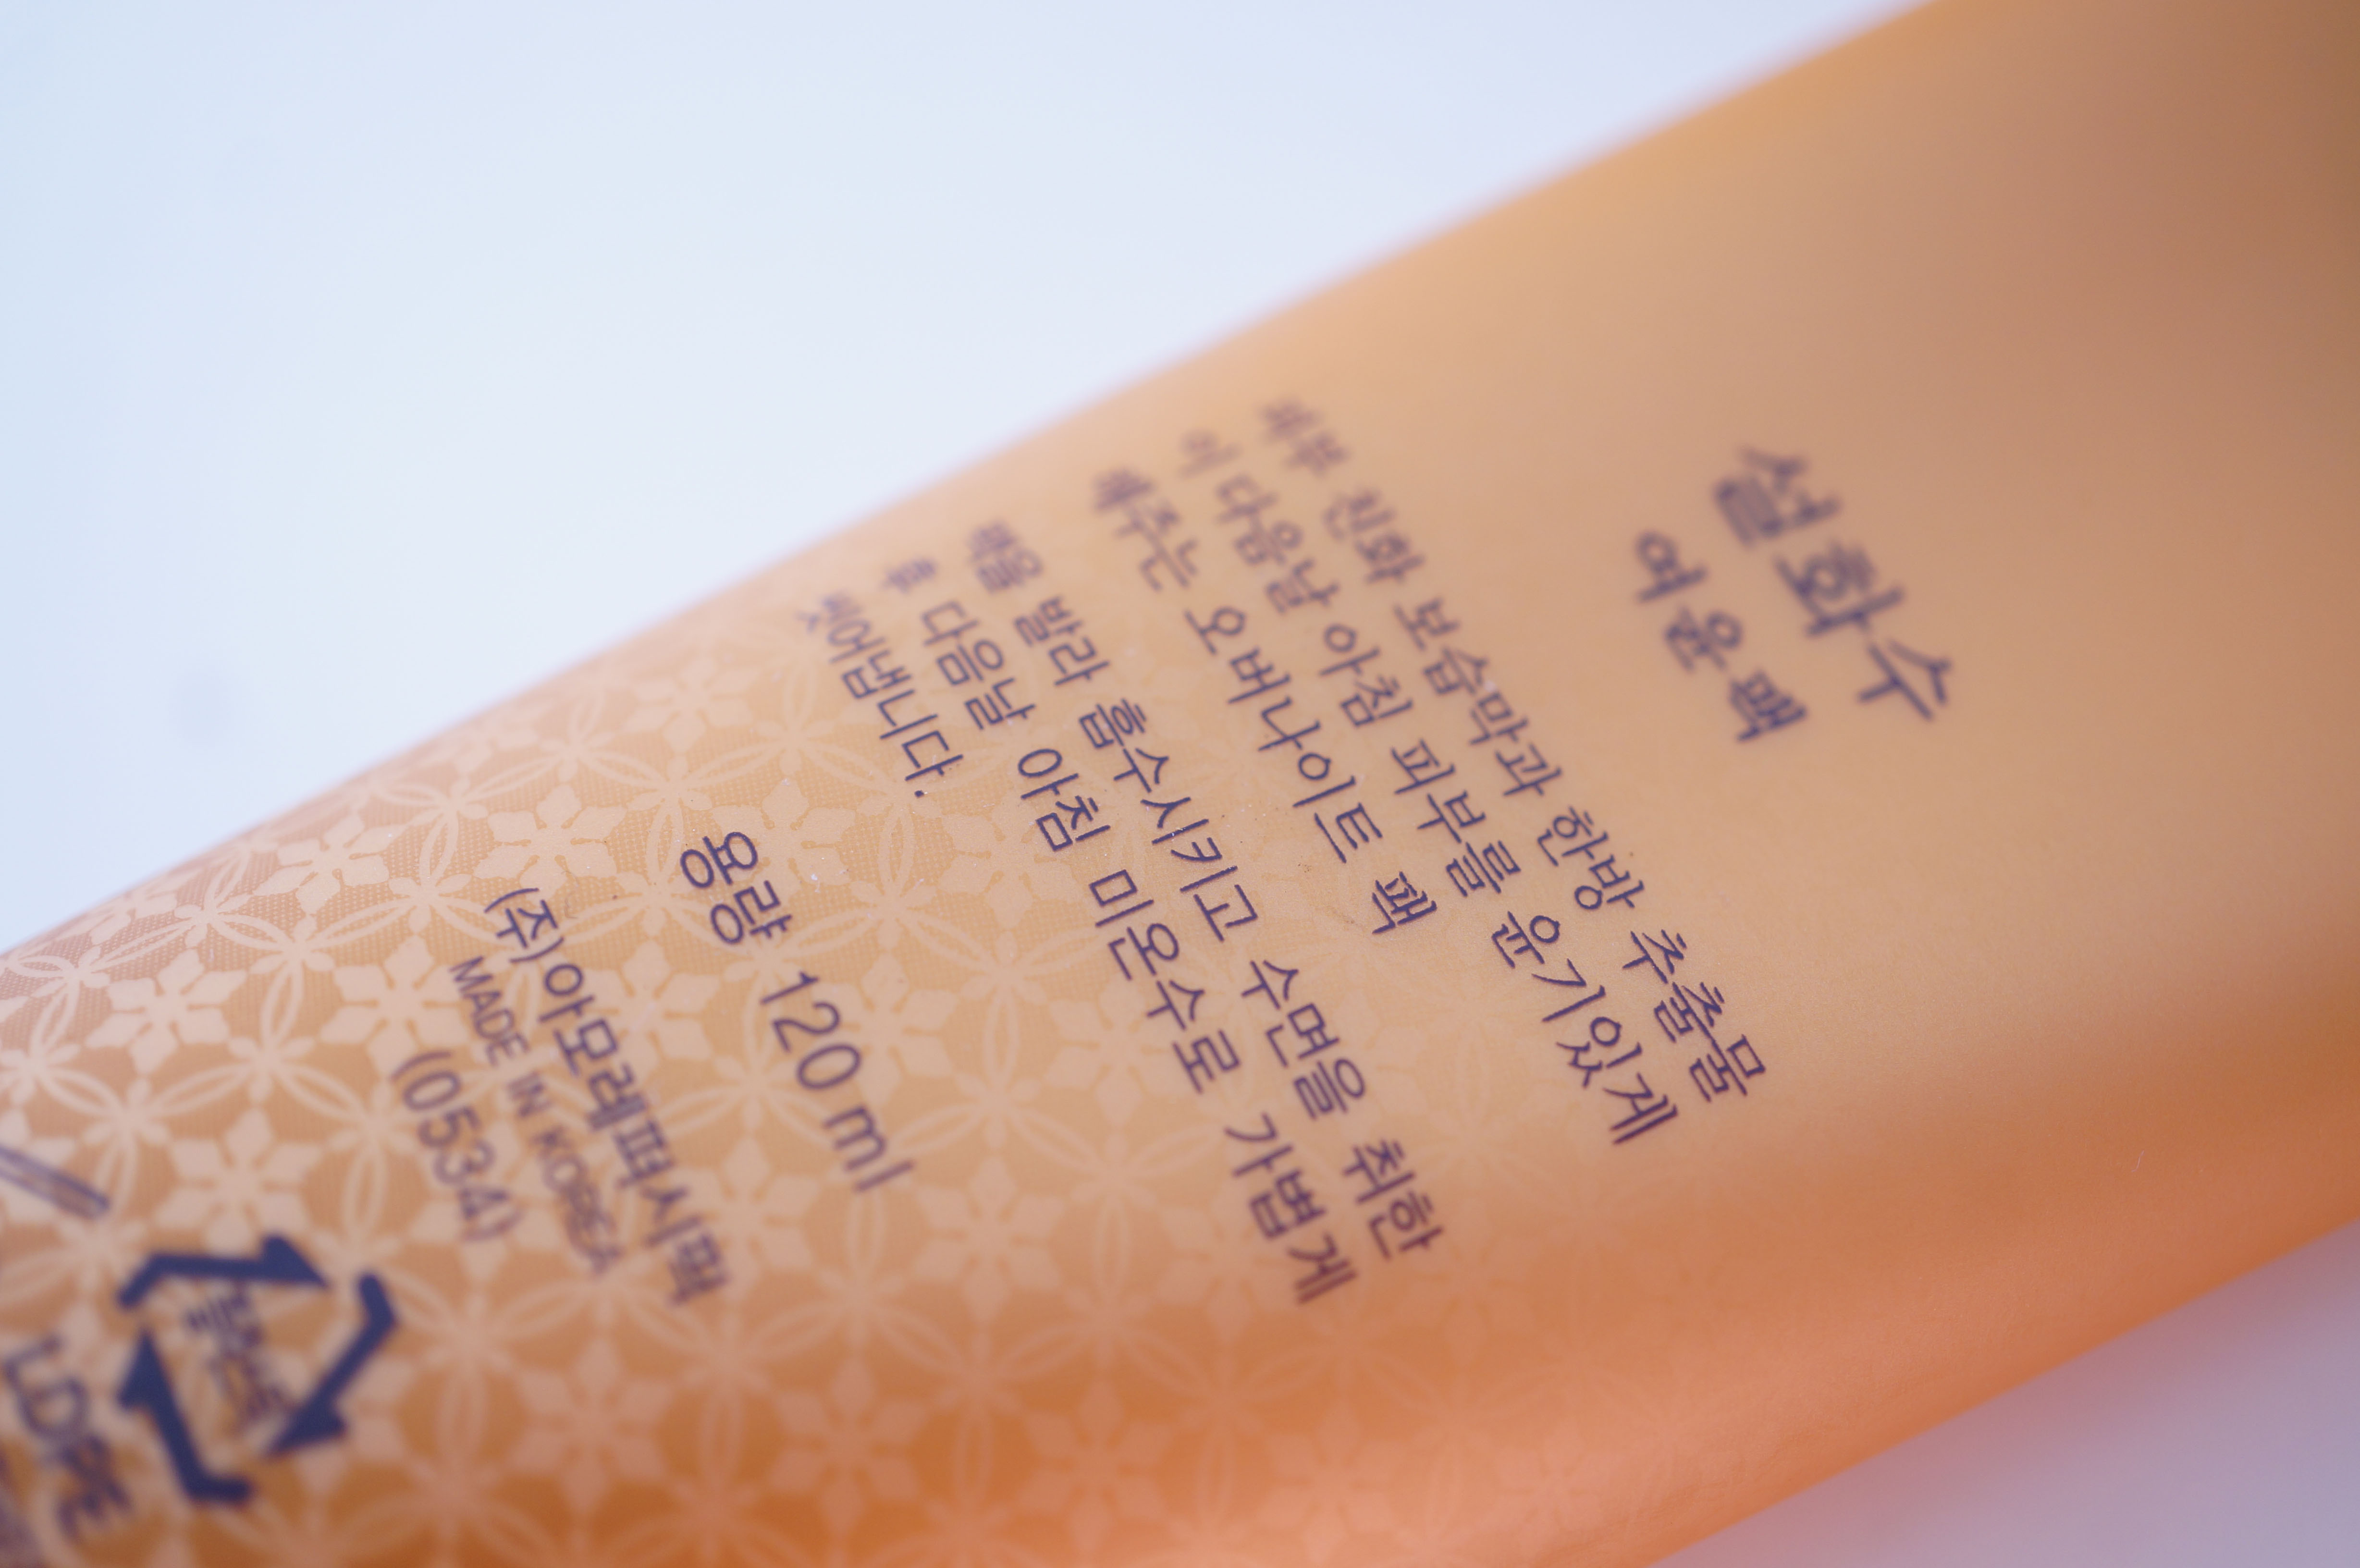 설화수
여윤팩
피부 친화 보습막과 한방 추출물
이 다음날 아침 피부를 윤기있게
해주는 오버나이트 팩
팩을 발라 흡수시키고 수면을 취한
후 다음날 아침 미온수로 가볍게
씻어냅니다.
용량 120 ml
(주)아모레퍼시픽
MADE IN KOREA
(0534)
LDPE